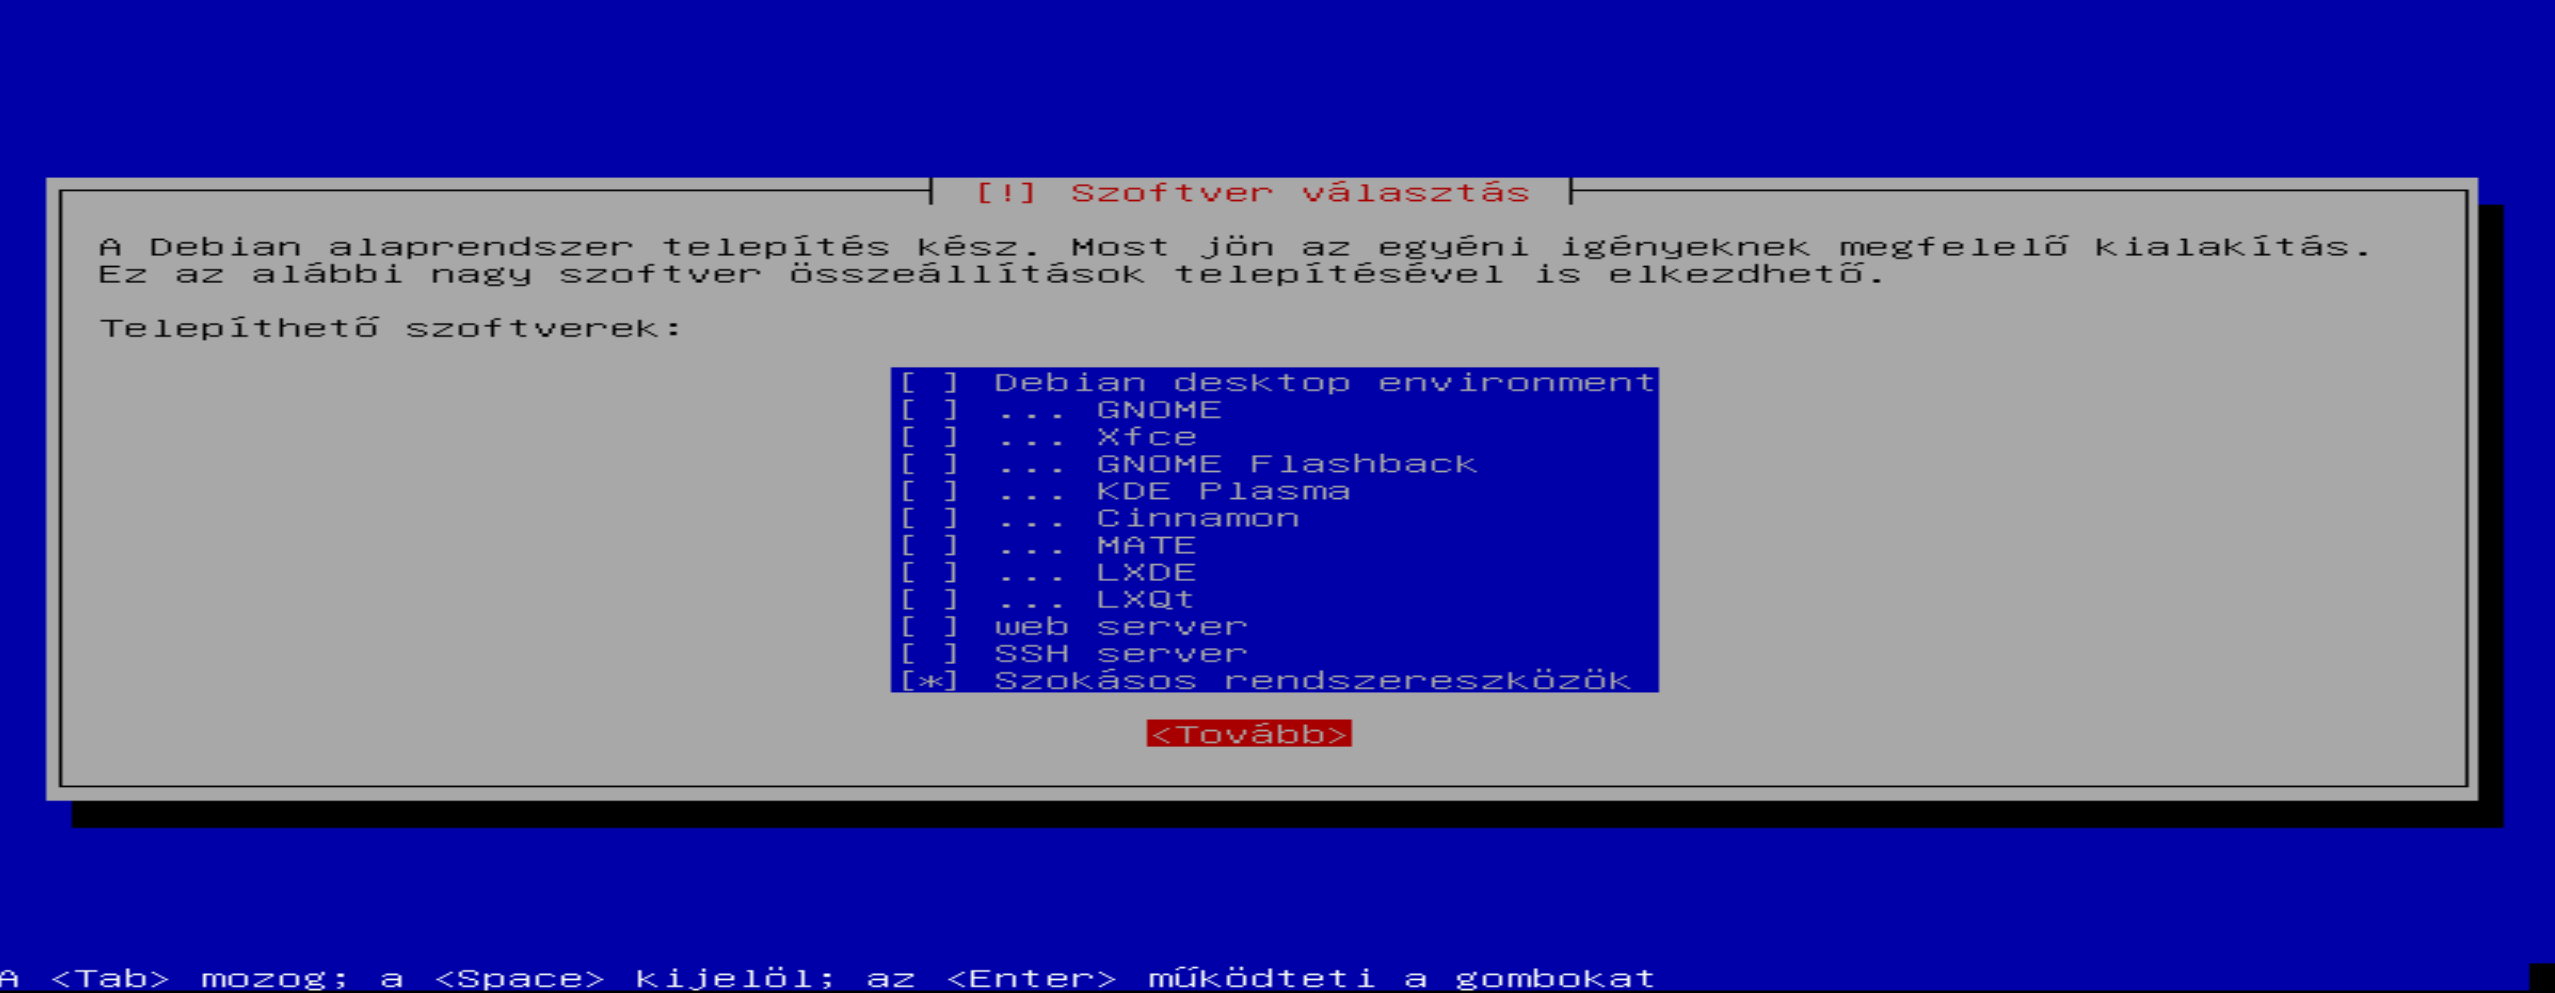 [!] Szoftver választás
A Debian alaprendszer telepítés kész. Most jön az egyéni igényeknek megfelelő kialakítás.
Ez az alábbi nagy szoftver összeállítások telepítésével is elkezdhető.
Telepíthető szoftverek:
[ ] Debian desktop environment
[ ] ... GNOME
[ ] ... Xfce
[ ] ... GNOME Flashback
[ ] ... KDE Plasma
[ ] ... Cinnamon
[ ] ... MATE
[ ] ... LXDE
[ ] ... LXQt
[ ] web server
[ ] SSH server
[*] Szokásos rendszereszközök
<Tovább>
A <Tab> mozog; a <Space> kijelöl; az <Enter> működteti a gombokat